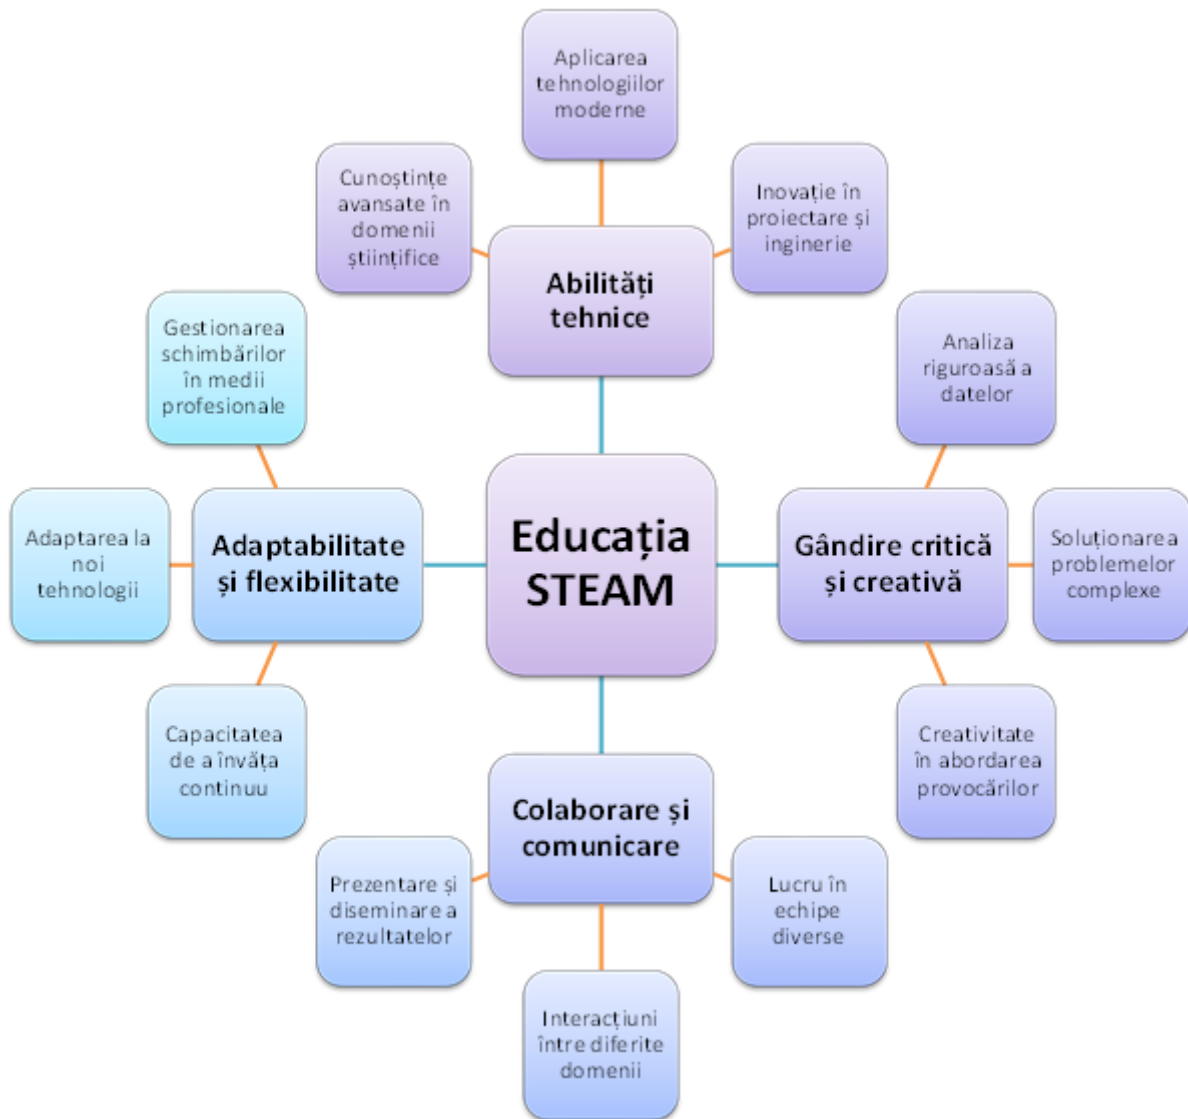 Aplicarea
tehnologiilor
moderne
Cunoștințe
avansate în
domenii
științifice
Inovație în
proiectare și
inginerie
Abilități
tehnice
Gestionarea
schimbărilor
în medii
profesionale
Analiza
riguroasă a
datelor
Adaptarea la
noi
tehnologii
Adaptabilitate
și flexibilitate
Educația
STEAM
Gândire critică
și creativă
Soluționarea
problemelor
complexe
Capacitatea
de a învăța
continuu
Creativitate
în abordarea
provocărilor
Colaborare și
comunicare
Prezentare și
diseminare a
rezultatelor
Lucru în
echipe
diverse
Interacțiuni
între diferite
domenii